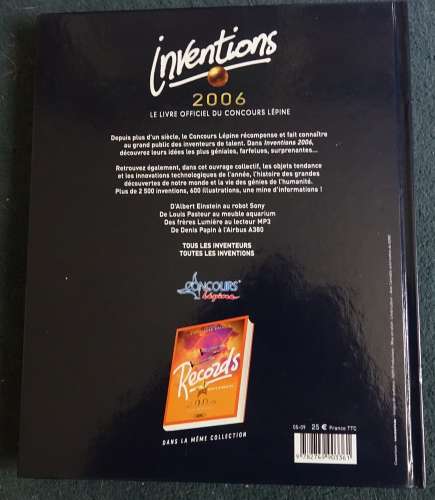 inventions
2006
LE LIVRE OFFICIEL DU CONCOURS LÉPINE
Depuis plus d'un siècle, le Concours Lépine récompense et fait connaître
au grand public des inventeurs de talent. Dans Inventions 2006,
découvrez leurs idées les plus géniales, farfelues, surprenantes...
Retrouvez également, dans cet ouvrage collectif, les objets tendance
et les innovations technologiques de l'année, l'histoire des grandes
découvertes de notre monde et la vie des génies de l'humanité.
Plus de 2 500 inventions, 600 illustrations, une mine d'informations !
D'Albert Einstein au robot Sony
De Louis Pasteur au meuble aquarium
Des frères Lumière au lecteur MP3
De Denis Papin à l'Airbus A380
TOUS LES INVENTEURS
TOUTES LES INVENTIONS
CONCOURS
Lépine
Records
DANS LA MÊME COLLECTION
05-09 25 € France TTC
9 782749 903361